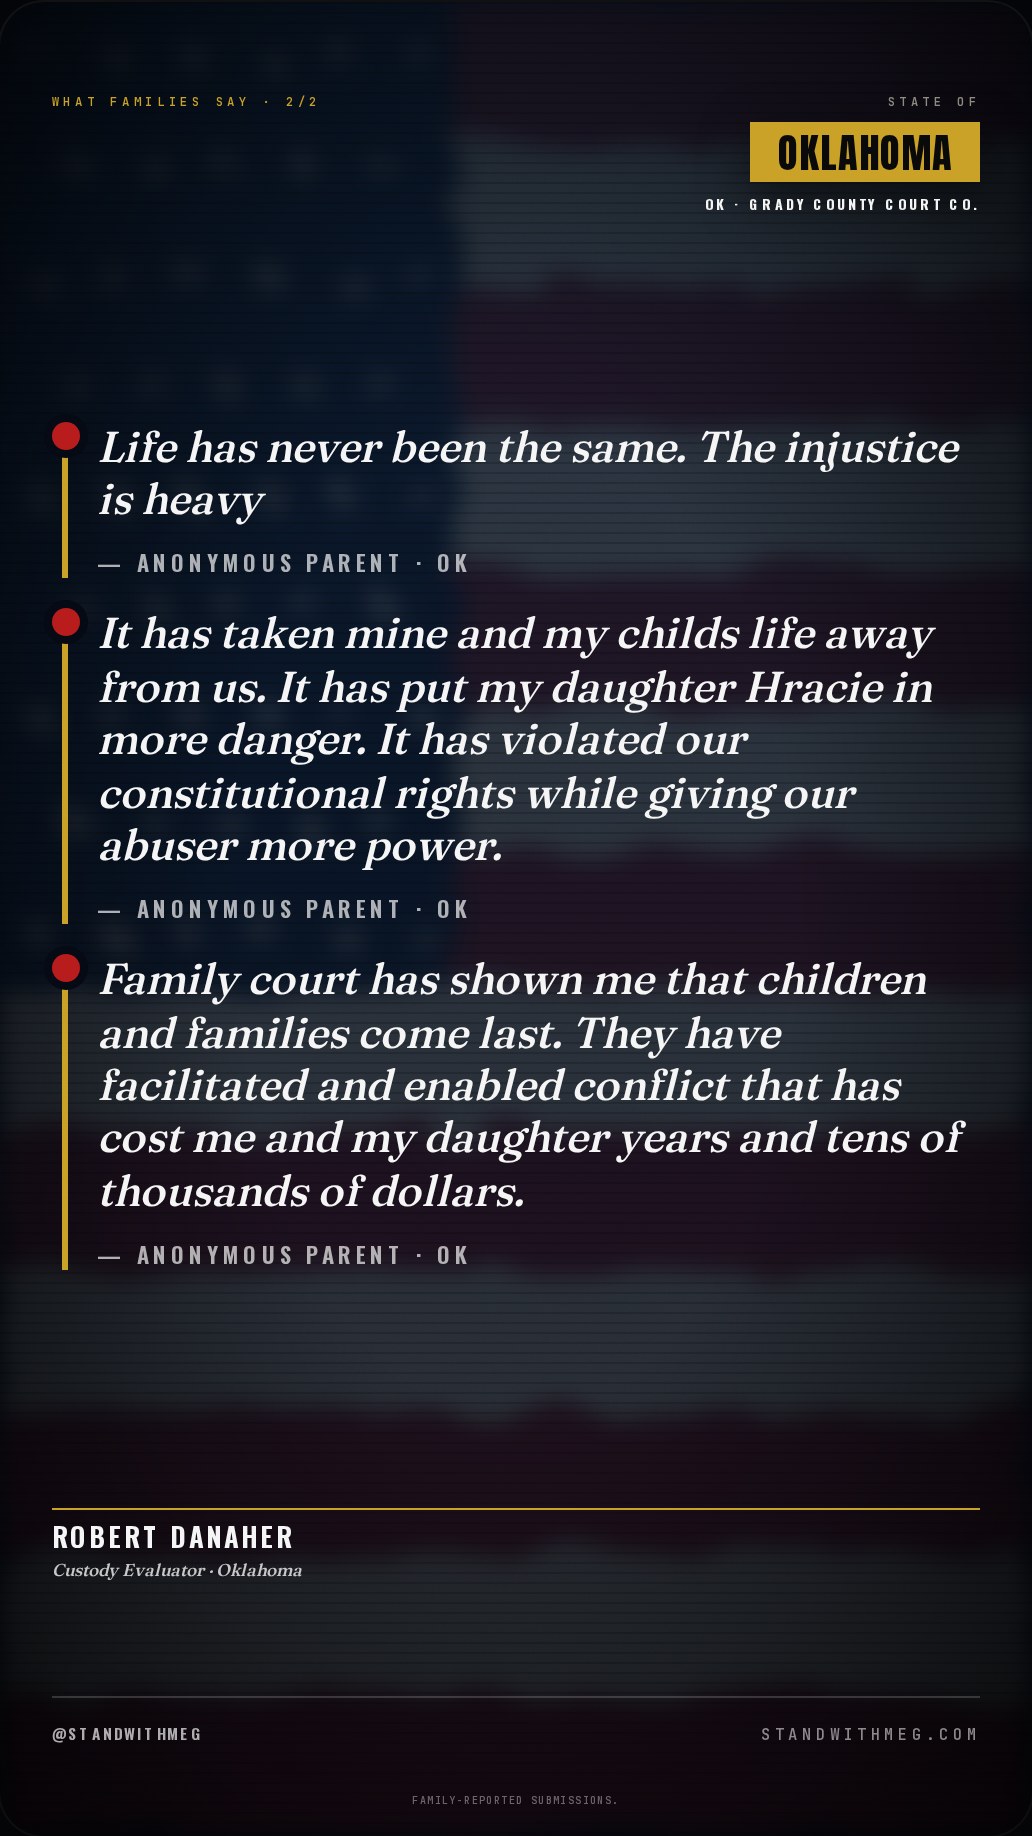 WHAT FAMILIES SAY · 2/2
STATE OF
OKLAHOMA
OK · GRADY COUNTY COURT CO.
Life has never been the same. The injustice
is heavy
— ANONYMOUS PARENT · OK
It has taken mine and my childs life away
from us. It has put my daughter Hracie in
more danger. It has violated our
constitutional rights while giving our
abuser more power.
— ANONYMOUS PARENT · OK
Family court has shown me that children
and families come last. They have
facilitated and enabled conflict that has
cost me and my daughter years and tens of
thousands of dollars.
— ANONYMOUS PARENT · OK
ROBERT DANAHER
Custody Evaluator · Oklahoma
@STANDWITHMEG
STANDWITHMEG.COM
FAMILY-REPORTED SUBMISSIONS.